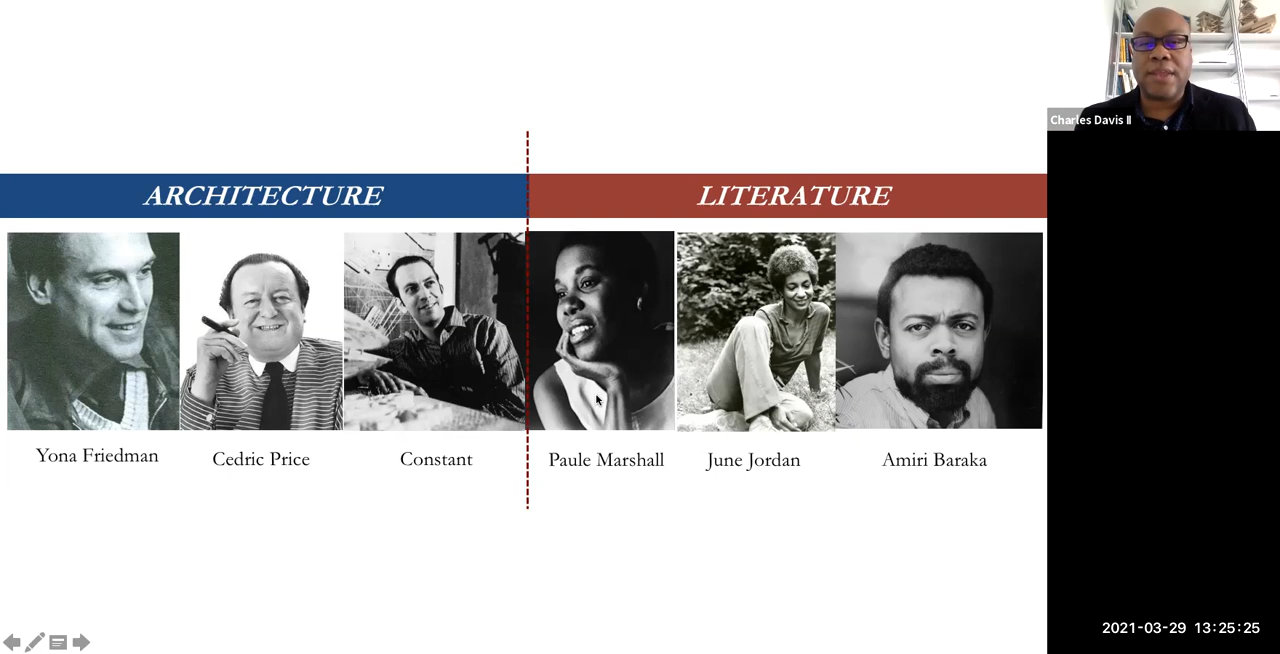 Charles Davis II
ARCHITECTURE
LITERATURE
Yona Friedman
Cedric Price
Constant
Paule Marshall
June Jordan
Amiri Baraka
2021-03-29 13:25:25